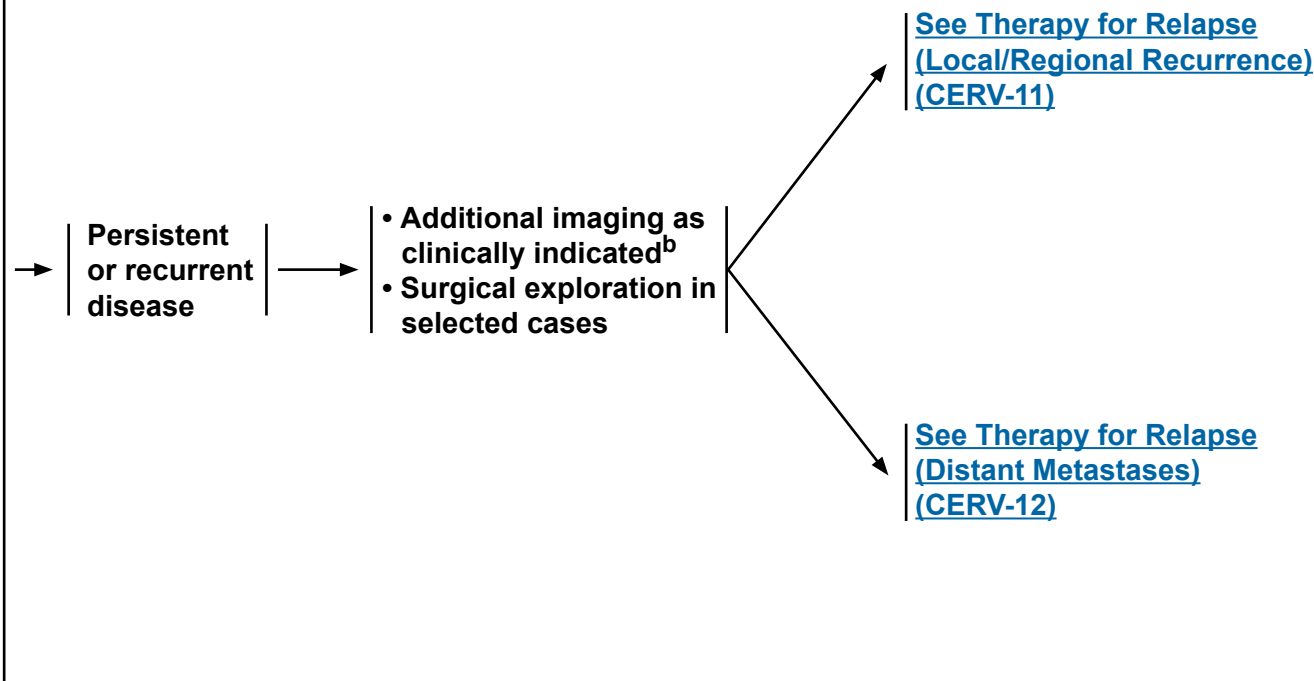 Persistent
or recurrent
disease
• Additional imaging as
clinically indicatedᵇ
• Surgical exploration in
selected cases
See Therapy for Relapse
(Local/Regional Recurrence)
(CERV-11)
See Therapy for Relapse
(Distant Metastases)
(CERV-12)